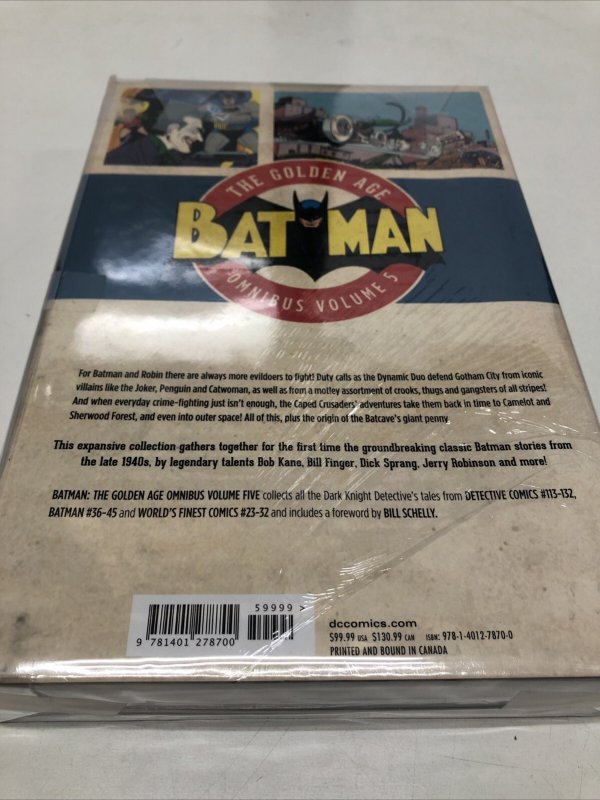 THE GOLDEN AGE
BATMAN
OMNIBUS VOLUME 5
For Batman and Robin there are always more evildoers to fight! Duty calls as the Dynamic Duo defend Gotham City from iconic
villains like the Joker, Penguin and Catwoman, as well as from a motley assortment of crooks, thugs and gangsters of all stripes!
And when everyday crime-fighting just isn't enough, the Caped Crusaders' adventures take them back in time to Camelot and
Sherwood Forest, and even into outer space! All of this, plus the origin of the Batcave's giant penny.
This expansive collection gathers together for the first time the groundbreaking classic Batman stories from
the late 1940s, by legendary talents Bob Kane, Bill Finger, Dick Sprang, Jerry Robinson and more!
BATMAN: THE GOLDEN AGE OMNIBUS VOLUME FIVE collects all the Dark Knight Detective's tales from DETECTIVE COMICS #113-132,
BATMAN #36-45 and WORLD'S FINEST COMICS #23-32 and includes a foreword by BILL SCHELLY.
59999 >
9 781401 278700
dccomics.com
$99.99 USA $130.99 CAN ISBN: 978-1-4012-7870-0
PRINTED AND BOUND IN CANADA